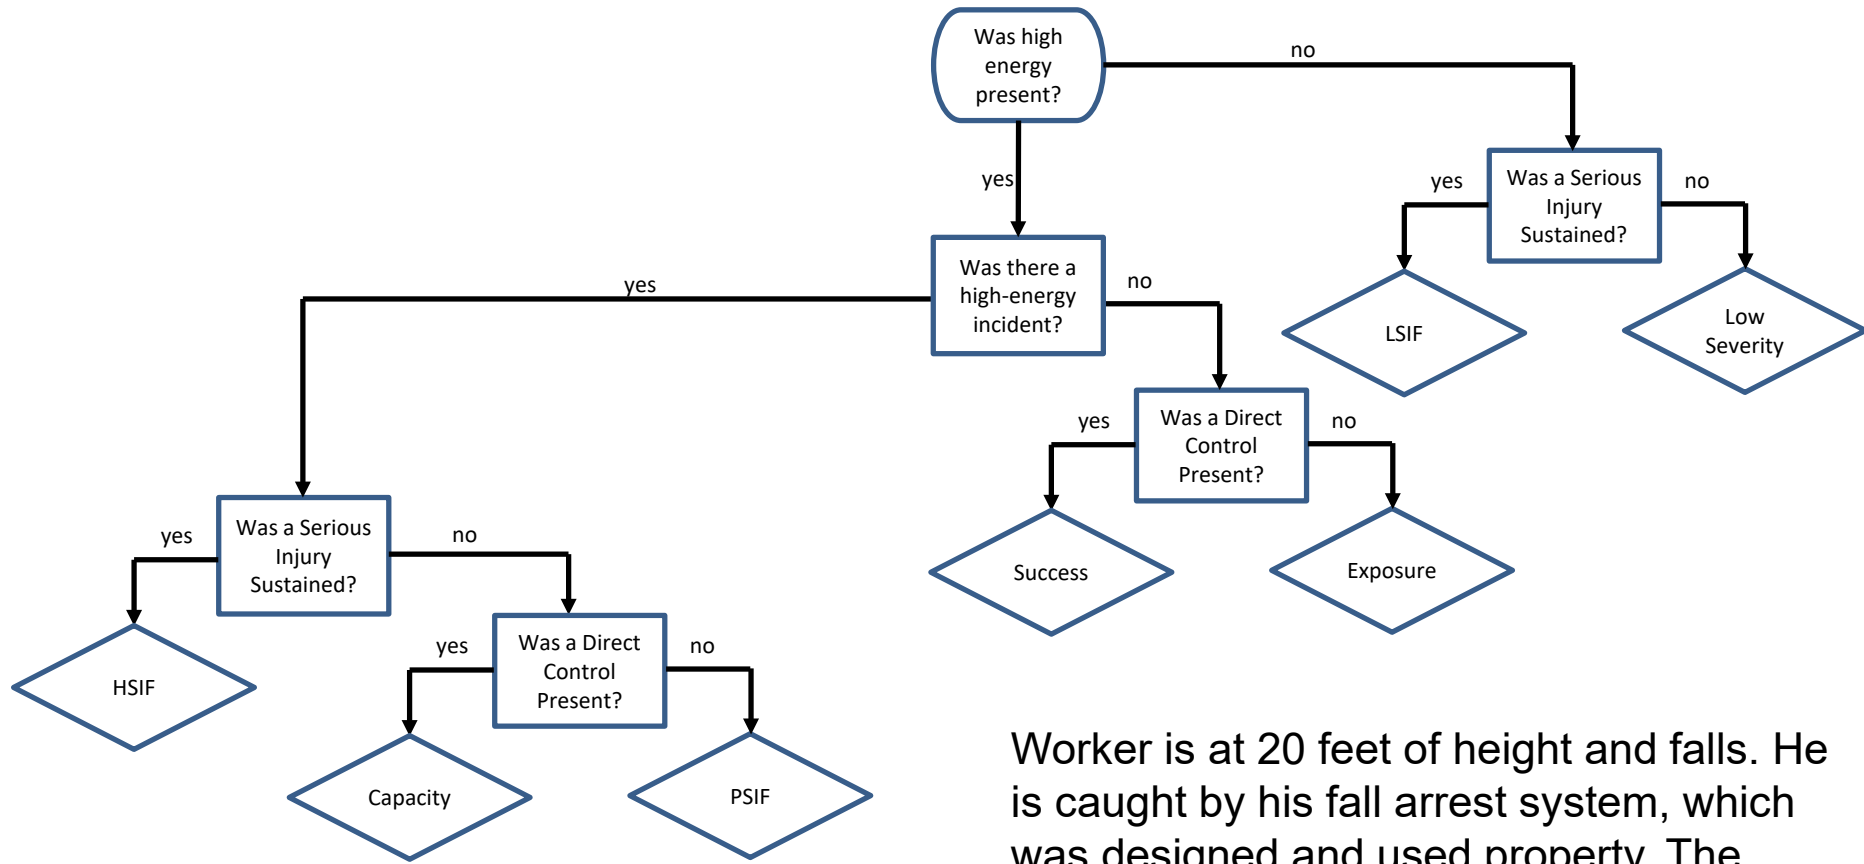 Was high
energy
present?
no
yes
yes
Was a Serious
Injury
Sustained?
no
LSIF
Low
Severity
Was there a
high-energy
incident?
yes
no
yes
Was a Direct
Control
Present?
no
Success
Exposure
yes
Was a Serious
Injury
Sustained?
no
HSIF
yes
Was a Direct
Control
Present?
no
Capacity
PSIF
Worker is at 20 feet of height and falls. He
is caught by his fall arrest system, which
was designed and used property. The